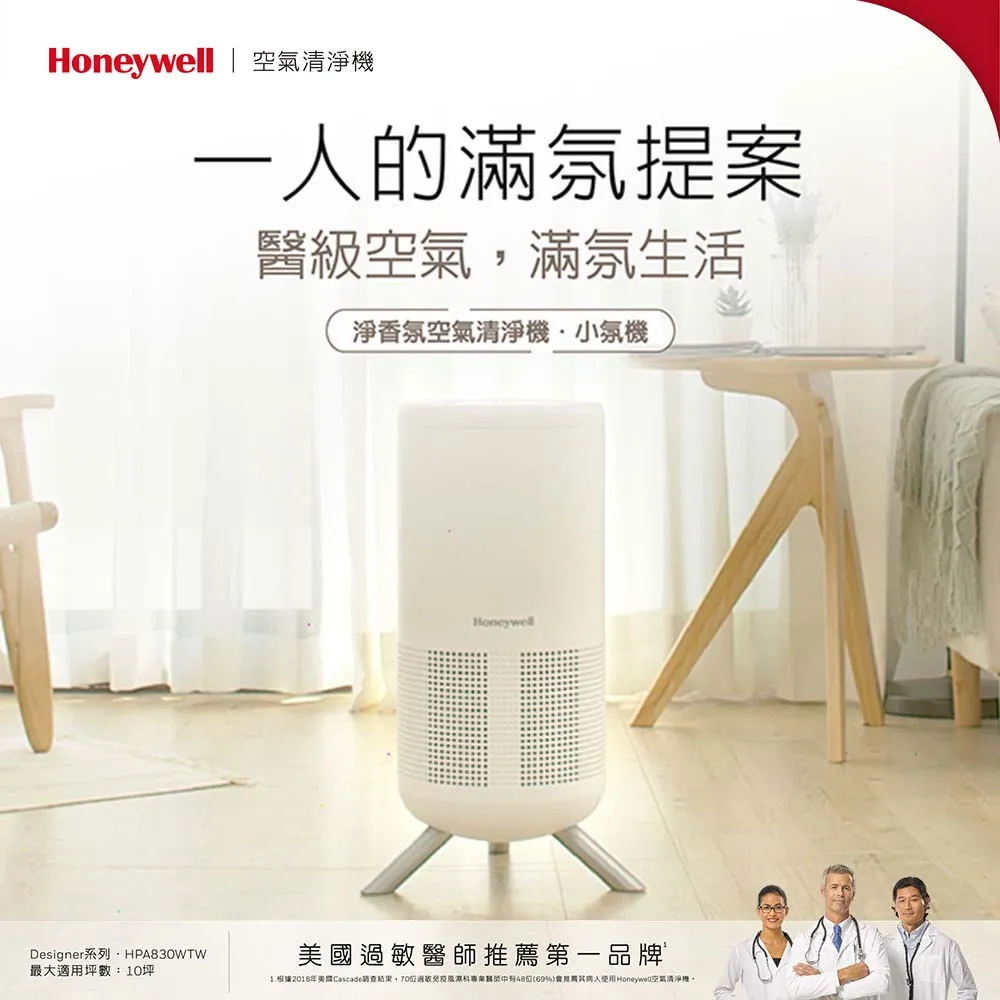 Honeywell | 空氣清淨機
一人的滿氛提案
醫級空氣，滿氛生活
淨香氛空氣清淨機．小氛機
Honeywell
Designer系列．HPA830WTW
最大適用坪數：10坪
美國過敏醫師推薦第一品牌1
1.根據2018年美國Cascade調查結果，70位過敏免疫風濕科專業醫師中有48位(69%)會推薦其病人使用Honeywell空氣清淨機。